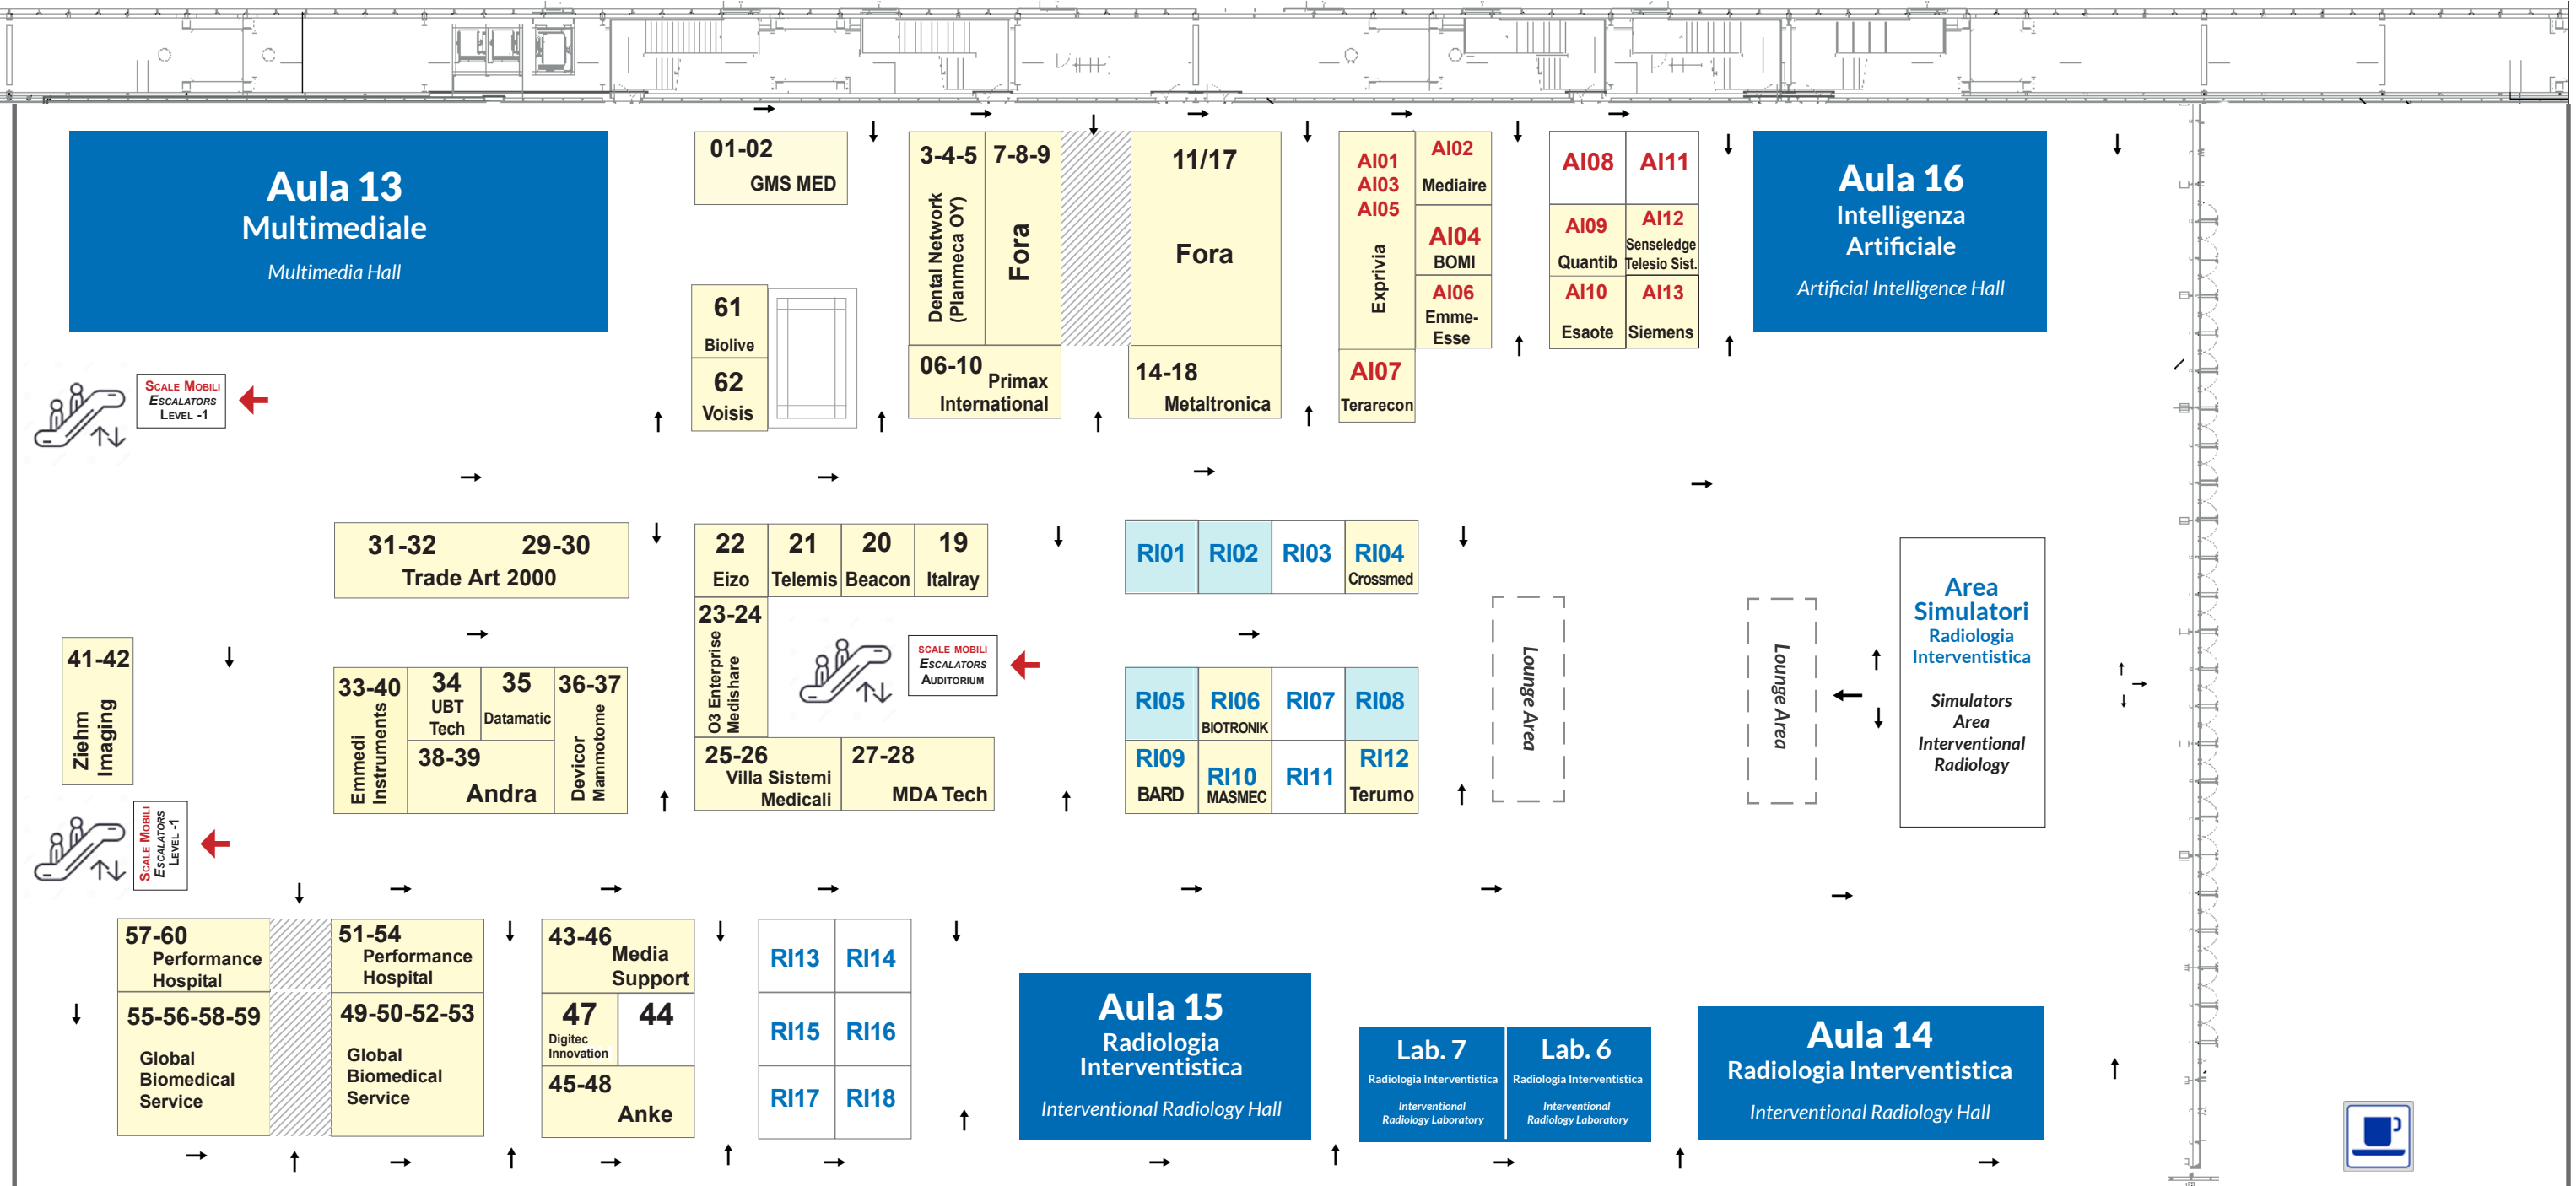 Aula 13
Multimediale
Multimedia Hall
01-02
GMS MED
3-4-5
Dental Network
(Planmeca OY)
7-8-9
Fora
11/17
Fora
AI01
AI03
AI05
Exprivia
AI02
Mediaire
AI04
BOMI
AI06
Emme-
Esse
AI07
Terarecon
AI08
AI11
AI09
Quantib
AI12
Senseledge
Telesio Sist.
AI10
Esaote
AI13
Siemens
Aula 16
Intelligenza
Artificiale
Artificial Intelligence Hall
61
Biolive
62
Voisis
06-10
Primax
International
14-18
Metaltronica
Scale Mobili
Escalators
Level -1
31-32
29-30
Trade Art 2000
22
Eizo
21
Telemis
20
Beacon
19
Italray
23-24
O3 Enterprise
Medishare
SCALE MOBILI
Escalators
Auditorium
25-26
Villa Sistemi
Medicali
27-28
MDA Tech
RI01
RI02
RI03
RI04
Crossmed
RI05
RI06
BIOTRONIK
RI07
RI08
RI09
BARD
RI10
MASMEC
RI11
RI12
Terumo
Lounge Area
Lounge Area
Area
Simulatori
Radiologia
Interventistica
Simulators
Area
Interventional
Radiology
41-42
Ziehm
Imaging
33-40
Emmedi
Instruments
34
UBT
Tech
35
Datamatic
36-37
Devicor
Mammotome
38-39
Andra
Scale Mobili
Escalators
Level -1
57-60
Performance
Hospital
55-56-58-59
Global
Biomedical
Service
51-54
Performance
Hospital
49-50-52-53
Global
Biomedical
Service
43-46
Media
Support
47
Digitec
Innovation
44
45-48
Anke
RI13
RI14
RI15
RI16
RI17
RI18
Aula 15
Radiologia
Interventistica
Interventional Radiology Hall
Lab. 7
Radiologia Interventistica
Interventional
Radiology Laboratory
Lab. 6
Radiologia Interventistica
Interventional
Radiology Laboratory
Aula 14
Radiologia Interventistica
Interventional Radiology Hall